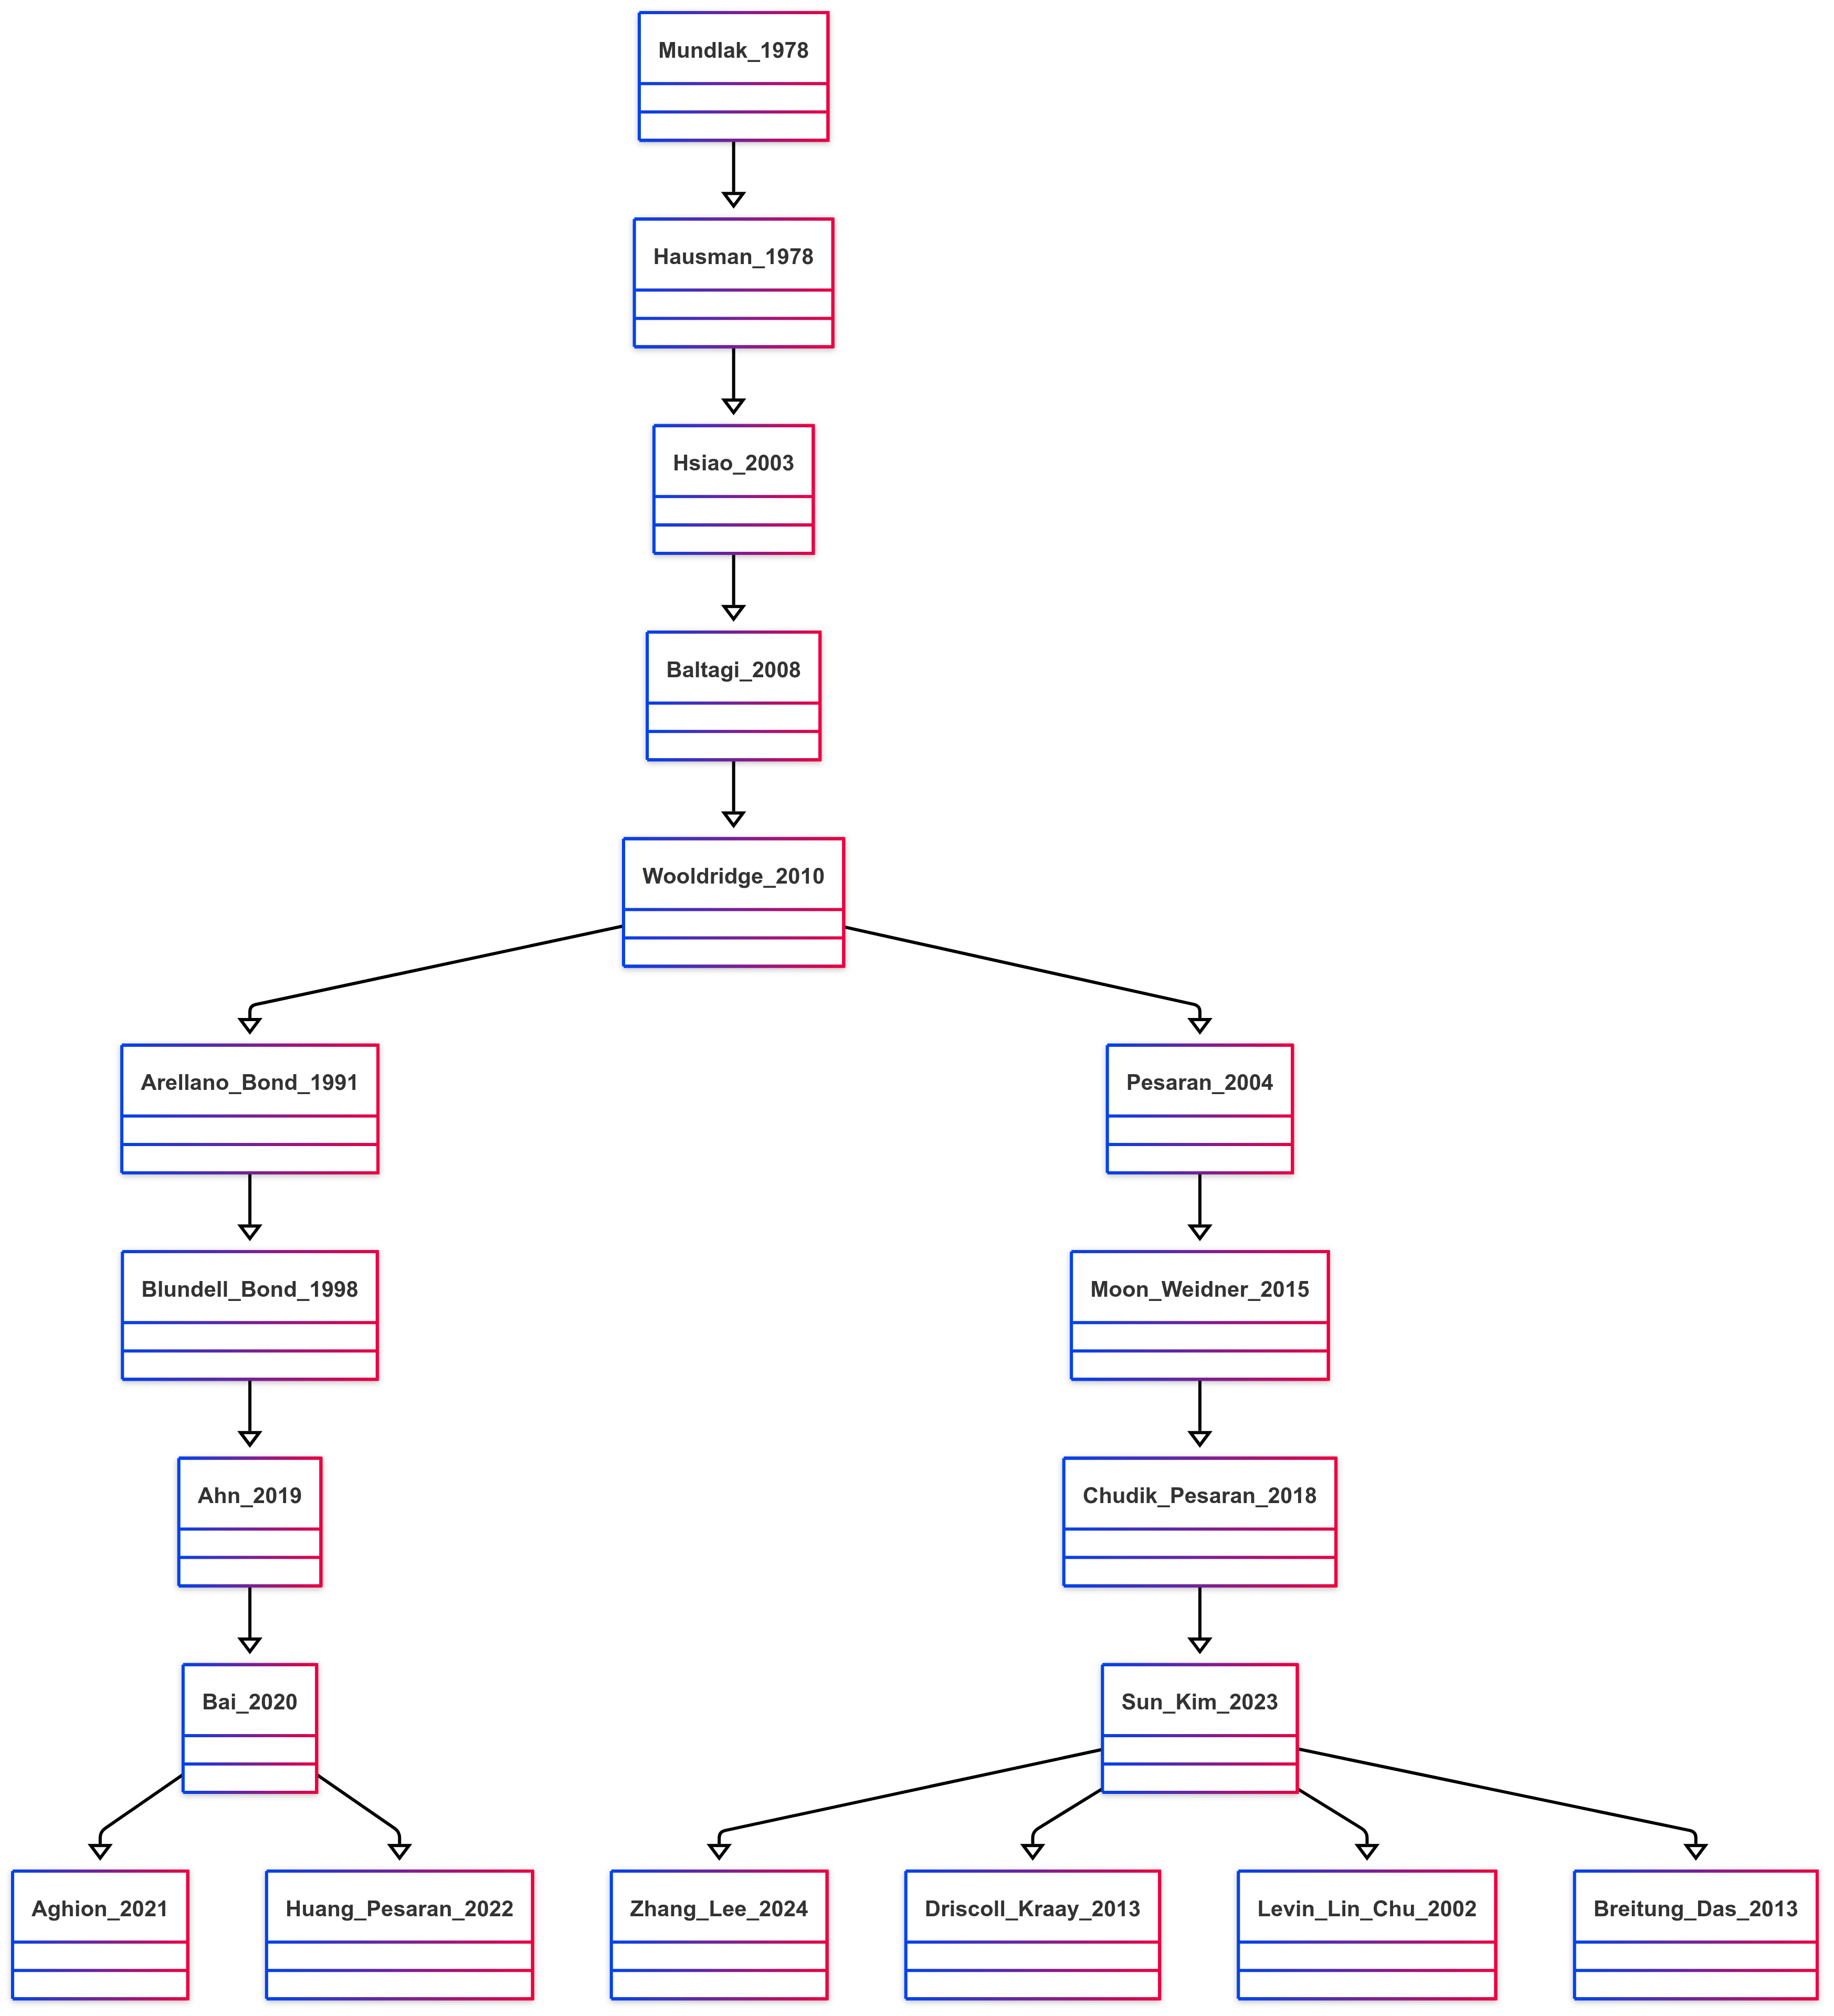 Mundlak_1978
Hausman_1978
Hsiao_2003
Baltagi_2008
Wooldridge_2010
Arellano_Bond_1991
Pesaran_2004
Blundell_Bond_1998
Moon_Weidner_2015
Ahn_2019
Chudik_Pesaran_2018
Bai_2020
Sun_Kim_2023
Aghion_2021
Huang_Pesaran_2022
Zhang_Lee_2024
Driscoll_Kraay_2013
Levin_Lin_Chu_2002
Breitung_Das_2013